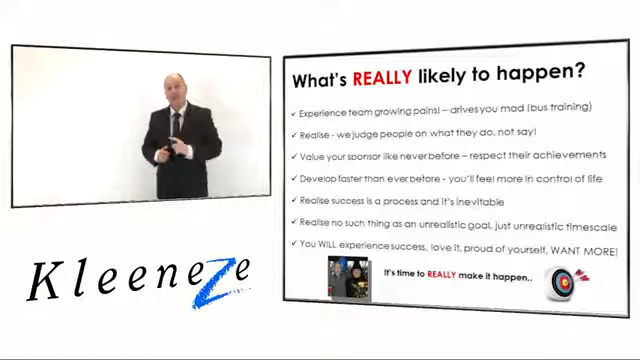 What's REALLY likely to happen?
✓ Experience team growing pains! – drives you mad (bus training)
✓ Realise - we judge people on what they do, not say!
✓ Value your sponsor like never before – respect their achievements
✓ Develop faster than ever before - you'll feel more in control of life
✓ Realise success is a process and it's inevitable
✓ Realise no such thing as an unrealistic goal, just unrealistic timescale
✓ You WILL experience success, love it, proud of yourself, WANT MORE!
It's time to REALLY make it happen..
Kleeneze